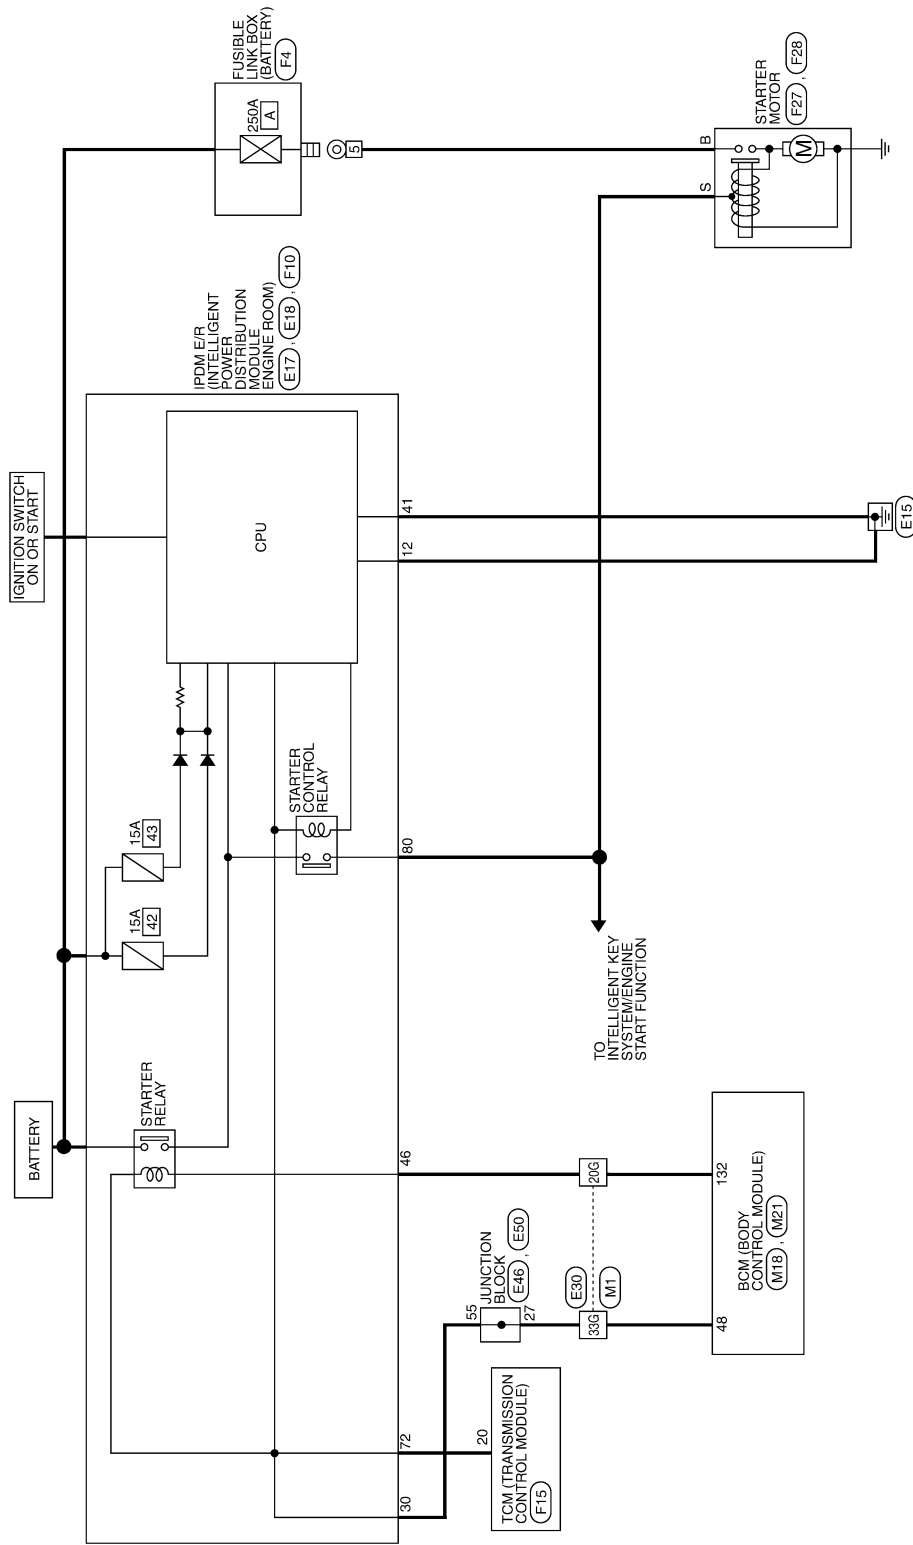 BATTERY
IGNITION SWITCH
ON OR START
FUSIBLE
LINK BOX
(BATTERY)
F4
250A
A
5
STARTER
RELAY
15A
42
15A
43
STARTER
CONTROL
RELAY
CPU
IPDM E/R
(INTELLIGENT
POWER
DISTRIBUTION
MODULE
ENGINE ROOM)
E17 , E18 , F10
30
72
46
80
12
41
TO
INTELLIGENT KEY
SYSTEM/ENGINE
START FUNCTION
20
TCM (TRANSMISSION
CONTROL MODULE)
F15
55
27
JUNCTION
BLOCK
E46 , E50
33G
E30
M1
20G
48
132
BCM (BODY
CONTROL MODULE)
M18 , M21
E15
S
B
STARTER
MOTOR
F27 , F28
M